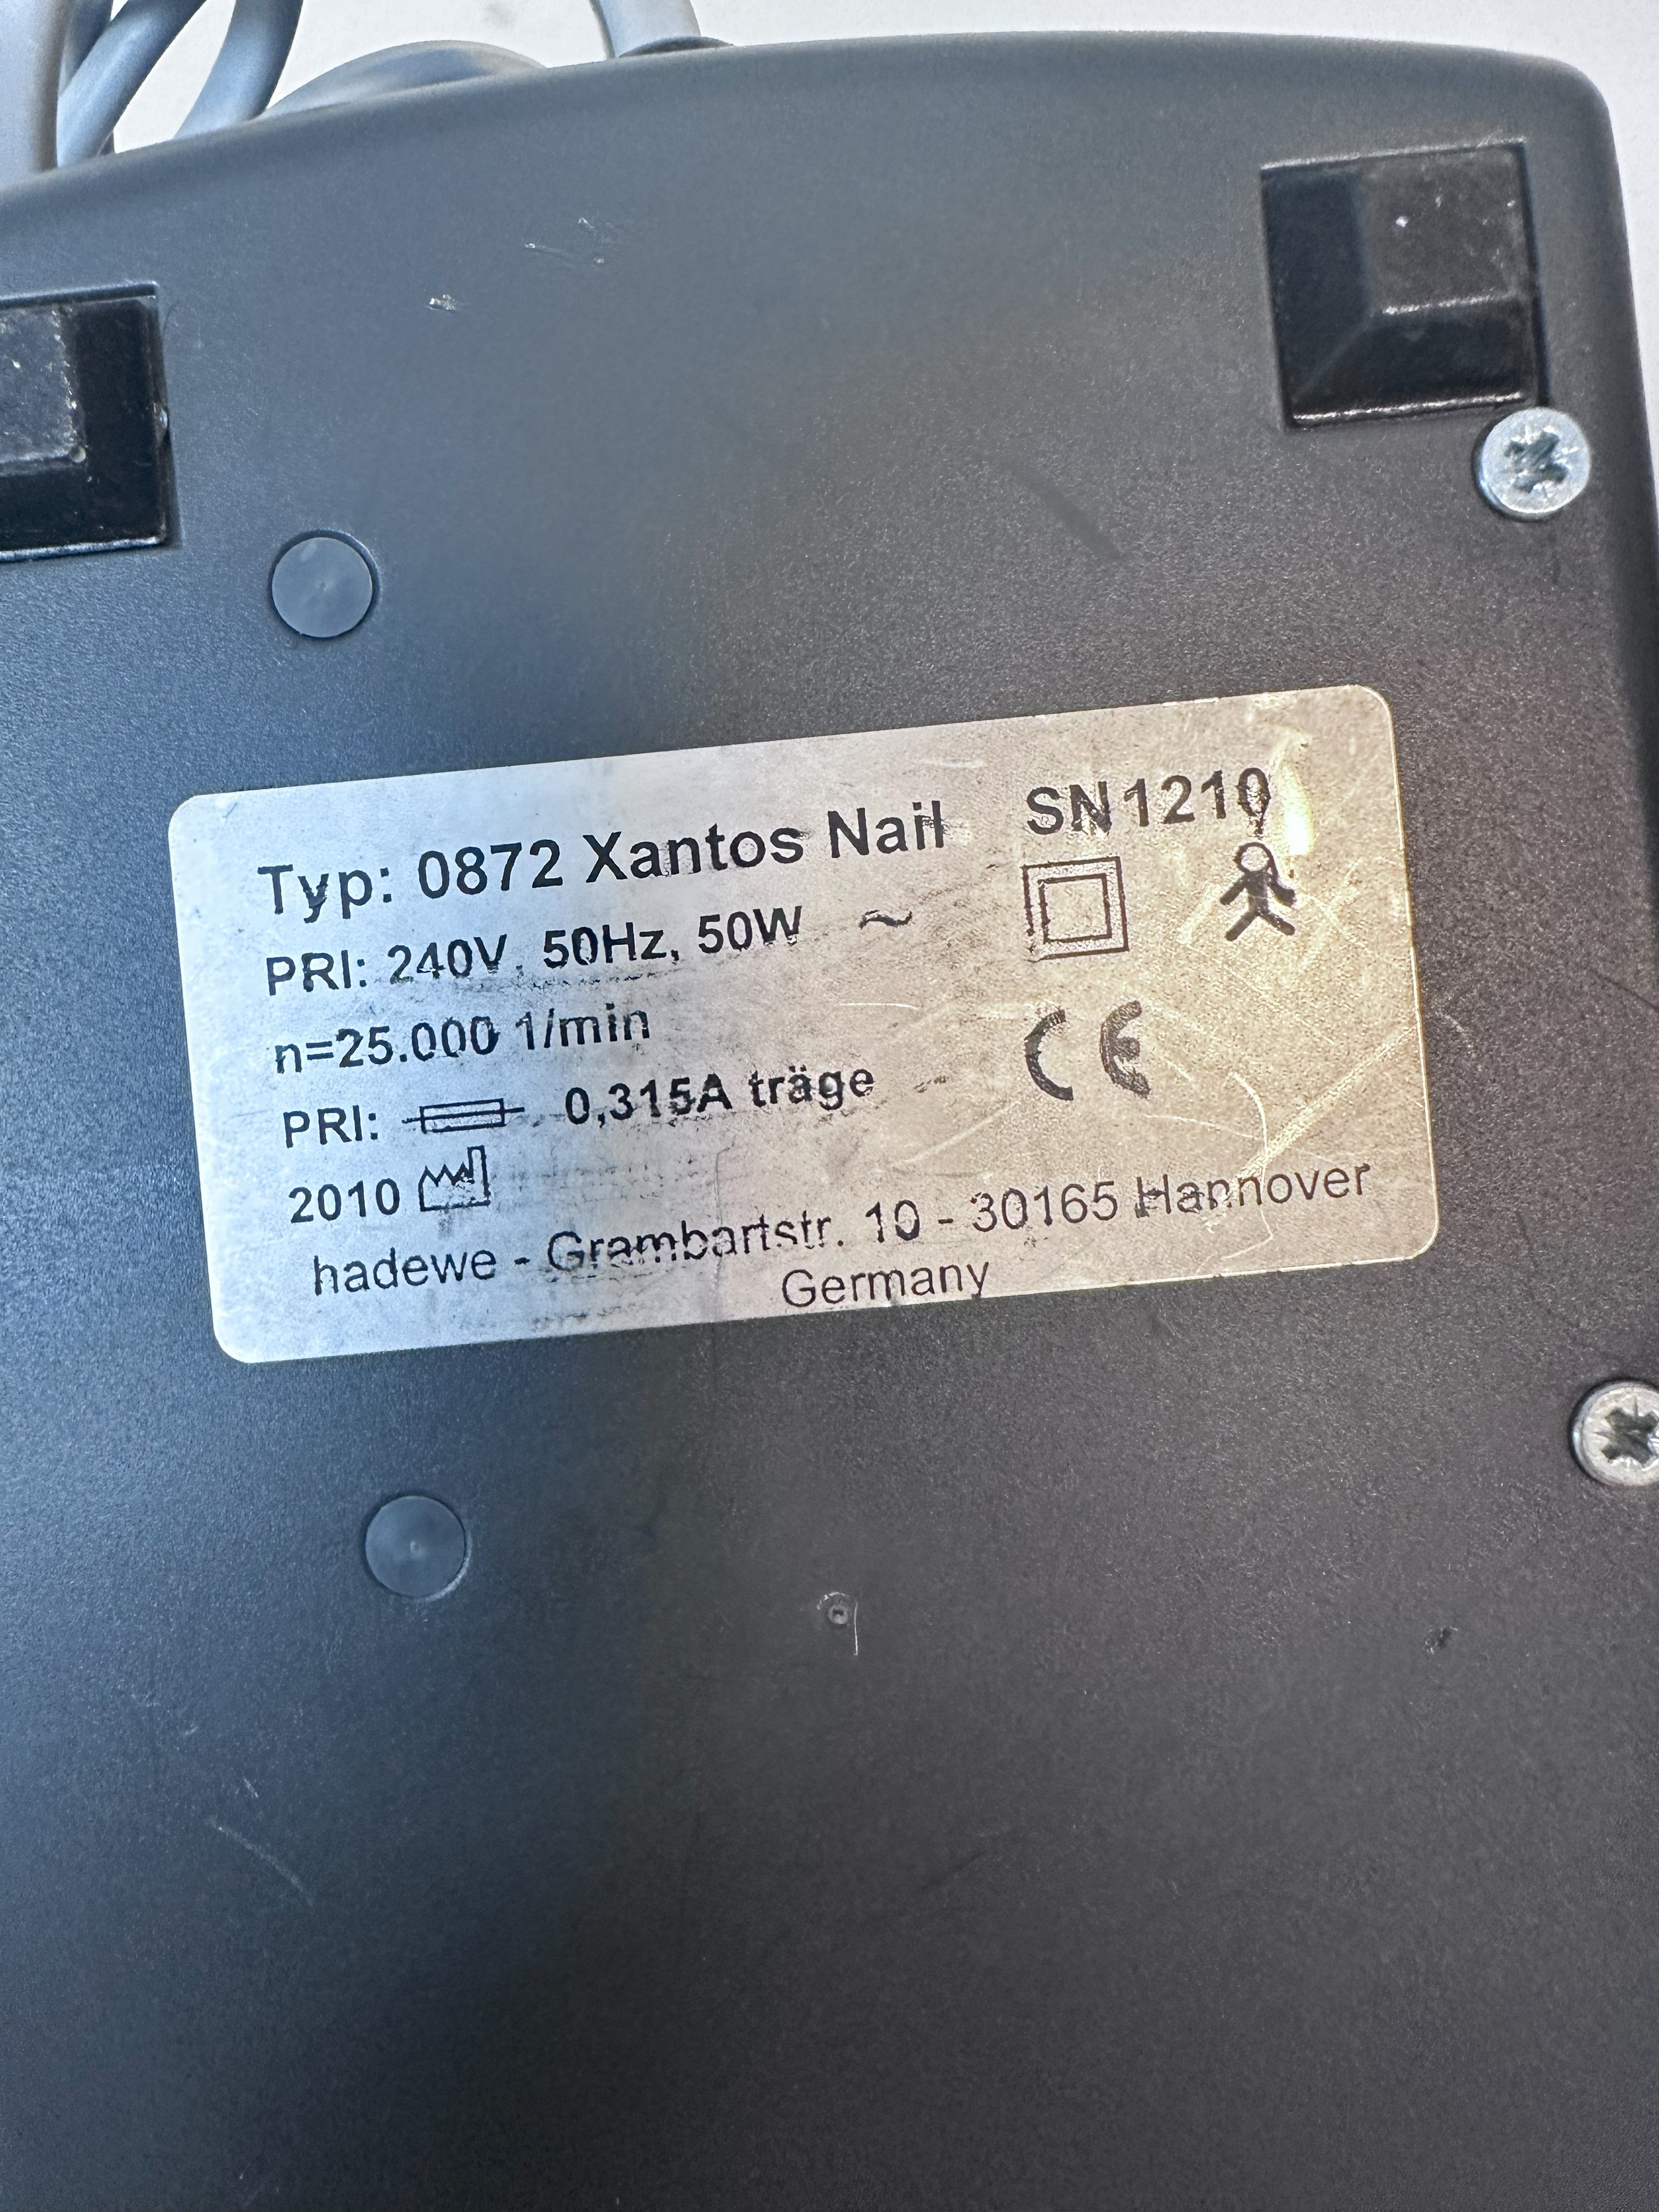 Typ: 0872 Xantos Nail SN1210
PRI: 240V, 50Hz, 50W ~
n=25.000 1/min
CE
PRI: 0,315A träge
2010
hadewe - Grambartstr. 10 - 30165 Hannover
Germany